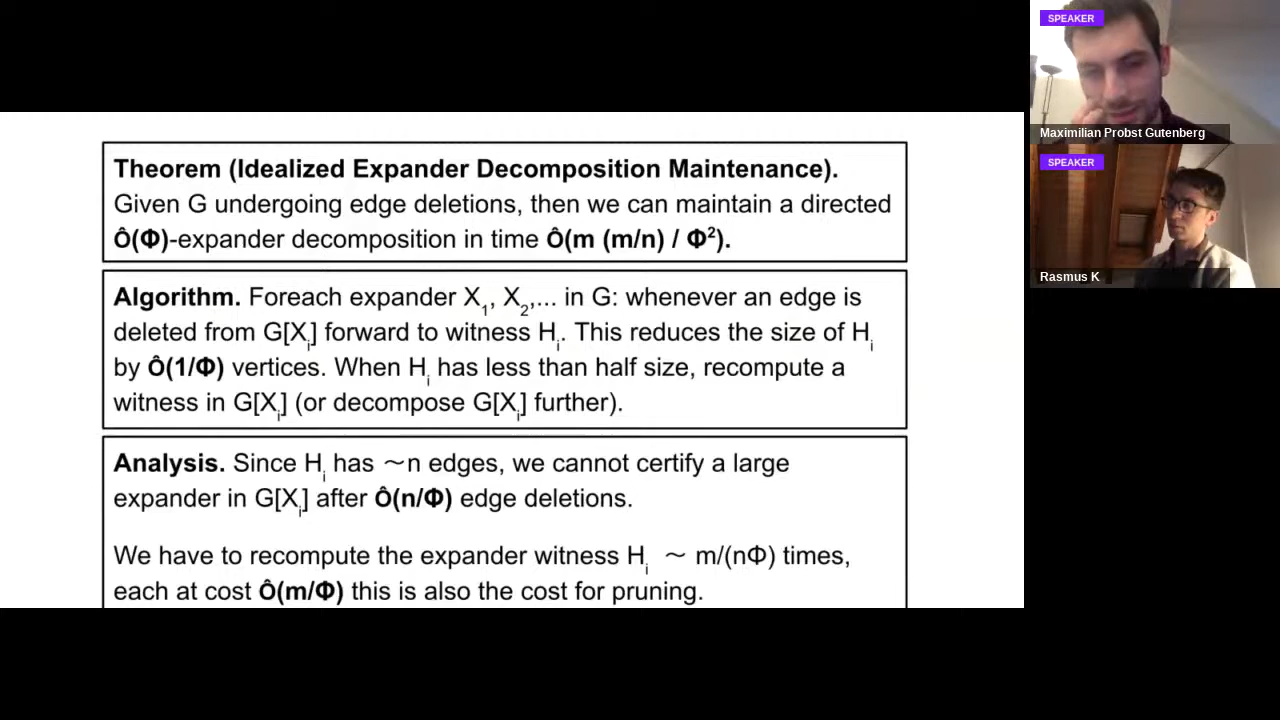 Theorem (Idealized Expander Decomposition Maintenance).
Given G undergoing edge deletions, then we can maintain a directed
Ô(Φ)-expander decomposition in time Ô(m (m/n) / Φ²).
Algorithm. Foreach expander X₁, X₂,... in G: whenever an edge is
deleted from G[Xᵢ] forward to witness Hᵢ. This reduces the size of Hᵢ
by Ô(1/Φ) vertices. When Hᵢ has less than half size, recompute a
witness in G[Xᵢ] (or decompose G[Xᵢ] further).
Analysis. Since Hᵢ has ~n edges, we cannot certify a large
expander in G[Xᵢ] after Ô(n/Φ) edge deletions.
We have to recompute the expander witness Hᵢ ~ m/(nΦ) times,
each at cost Ô(m/Φ) this is also the cost for pruning.
SPEAKER
Maximilian Probst Gutenberg
SPEAKER
Rasmus K